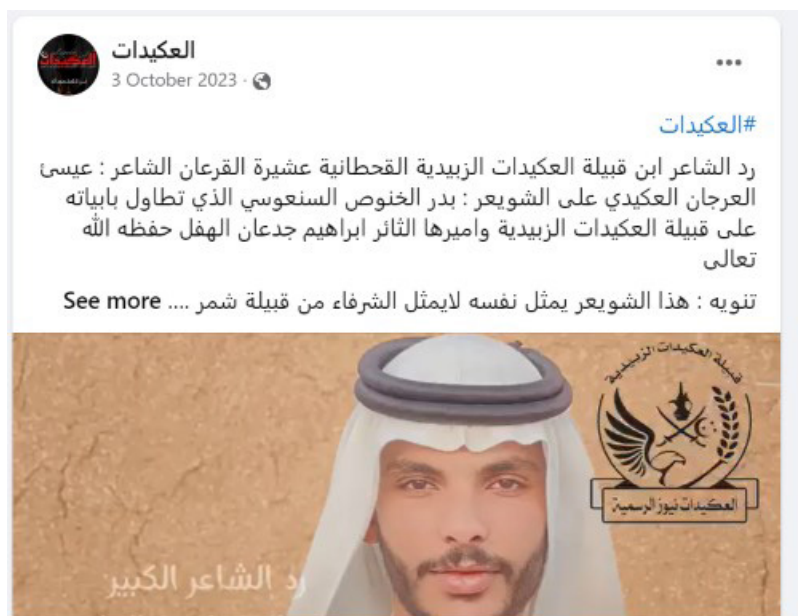 العكيدات
3 October 2023
#العكيدات
رد الشاعر ابن قبيلة العكيدات الزبيدية القحطانية عشيرة القرعان الشاعر : عيسئ
العرجان العكيدي على الشويعر : بدر الخنوص السنعوسي الذي تطاول بابياته
على قبيلة العكيدات الزبيدية واميرها الثائر ابراهيم جدعان الهفل حفظه الله
تعالى
تنويه : هذا الشويعر يمثل نفسه لايمثل الشرفاء من قبيلة شمر .... See more
قبيلة العكيدات الزبيدية
العكيدات نيوز الرسمية
رد الشاعر الكبير